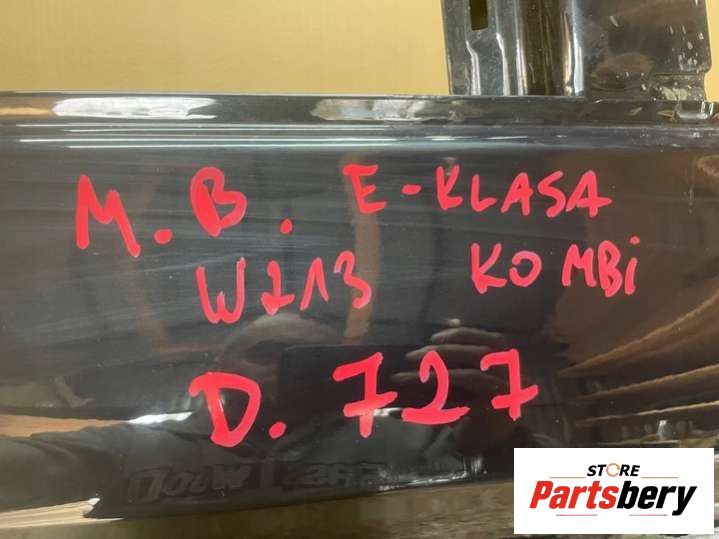 M.B. E-KLASA
W213 KOMBi
D. 727
STORE
Partsbery